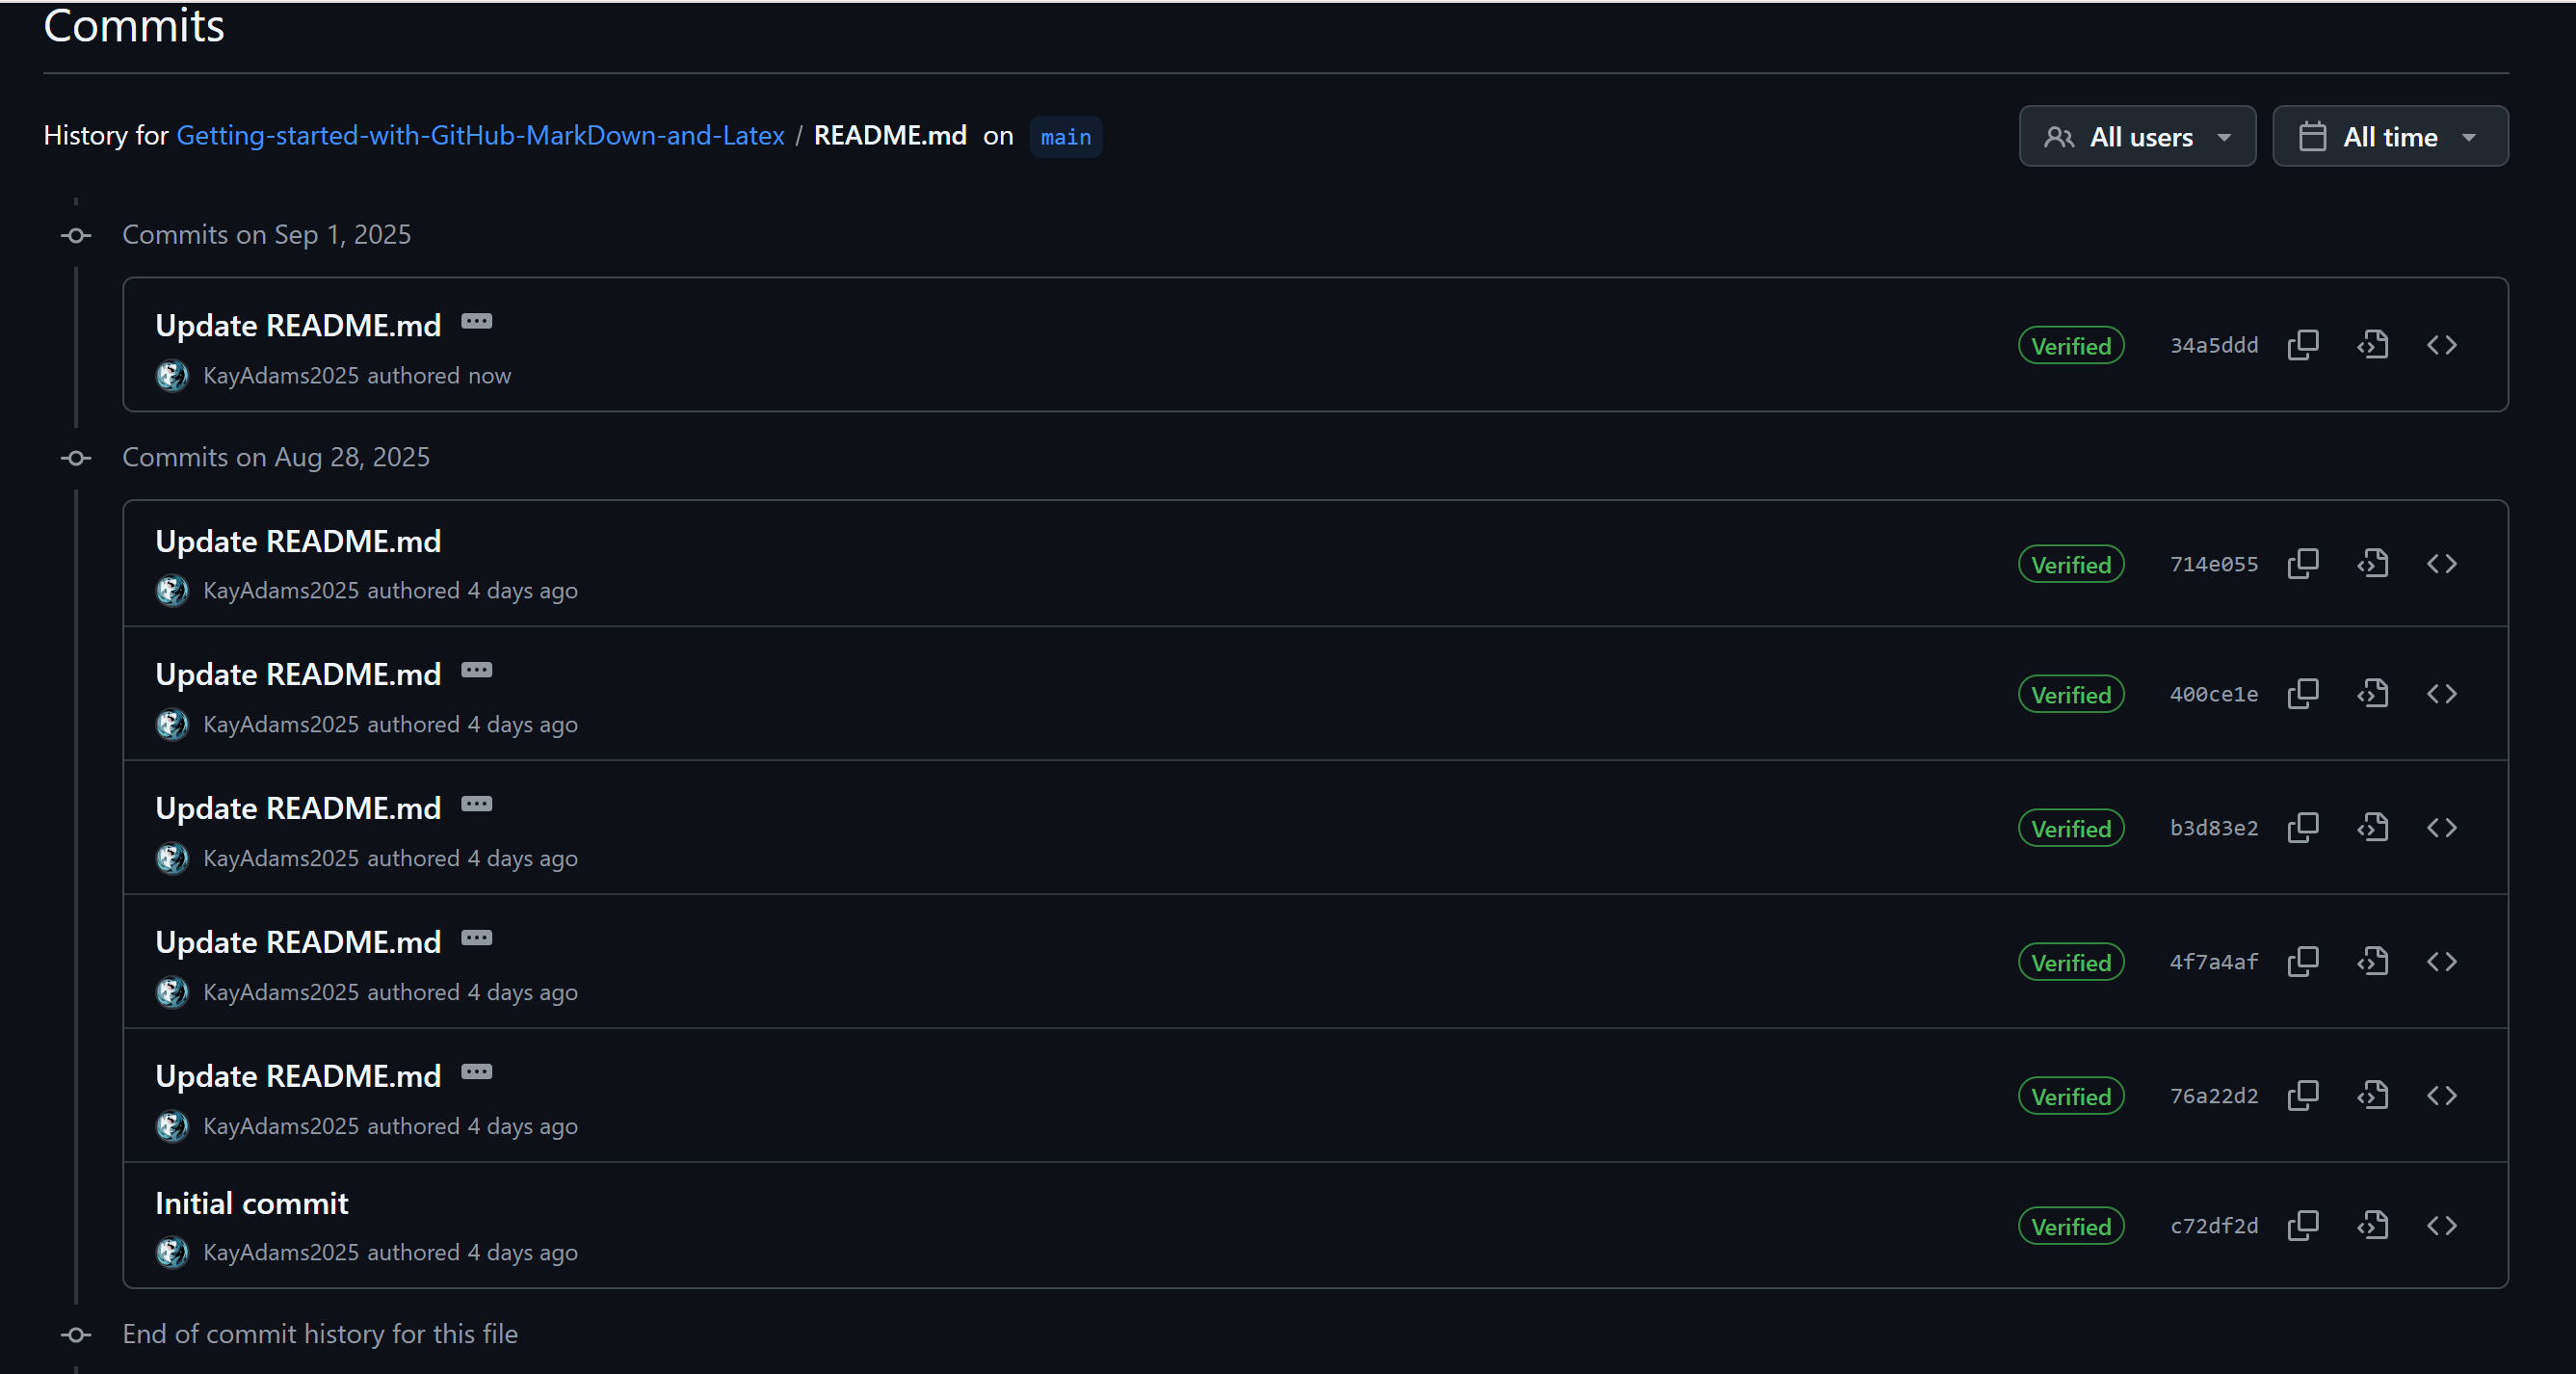 Commits
History for Getting-started-with-GitHub-MarkDown-and-Latex / README.md on main
All users
All time
Commits on Sep 1, 2025
Update README.md
Verified 34a5ddd
KayAdams2025 authored now
Commits on Aug 28, 2025
Update README.md
Verified 714e055
KayAdams2025 authored 4 days ago
Update README.md
Verified 400ce1e
KayAdams2025 authored 4 days ago
Update README.md
Verified b3d83e2
KayAdams2025 authored 4 days ago
Update README.md
Verified 4f7a4af
KayAdams2025 authored 4 days ago
Update README.md
Verified 76a22d2
KayAdams2025 authored 4 days ago
Initial commit
Verified c72df2d
KayAdams2025 authored 4 days ago
End of commit history for this file